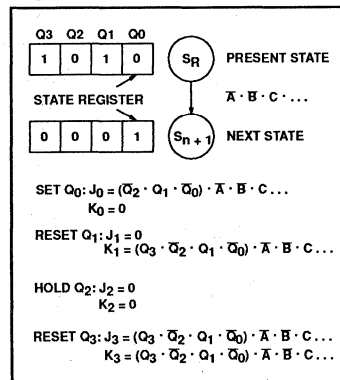 Q3 Q2 Q1 Q0
1 0 1 0
S_R
PRESENT STATE
STATE REGISTER
A̅ · B̅ · C · ...
0 0 0 1
S_{n+1}
NEXT STATE
SET Q₀: J₀ = (Q̅₂ · Q₁ · Q̅₀) · A̅ · B̅ · C ...
K₀ = 0
RESET Q₁: J₁ = 0
K₁ = (Q₃ · Q̅₂ · Q₁ · Q̅₀) · A̅ · B̅ · C ...
HOLD Q₂: J₂ = 0
K₂ = 0
RESET Q₃: J₃ = (Q₃ · Q̅₂ · Q₁ · Q̅₀) · A̅ · B̅ · C ...
K₃ = (Q₃ · Q̅₂ · Q₁ · Q̅₀) · A̅ · B̅ · C ...